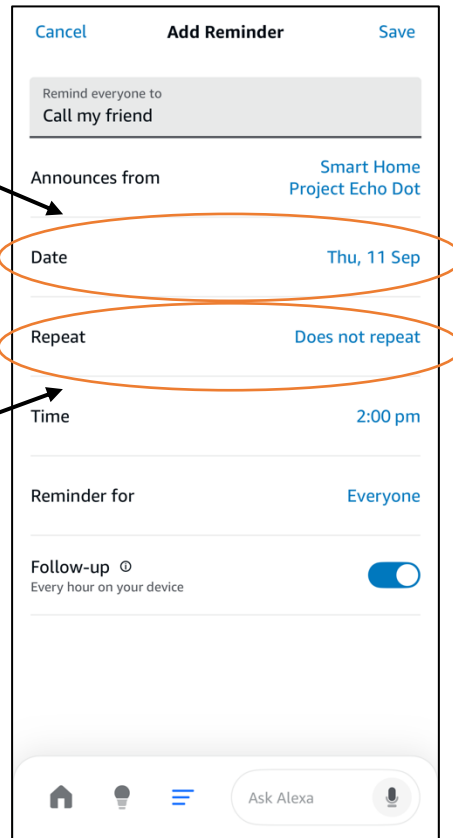 Cancel Add Reminder Save
Remind everyone to
Call my friend
Announces from Smart Home
Project Echo Dot
Date Thu, 11 Sep
Repeat Does not repeat
Time 2:00 pm
Reminder for Everyone
Follow-up
Every hour on your device
Ask Alexa